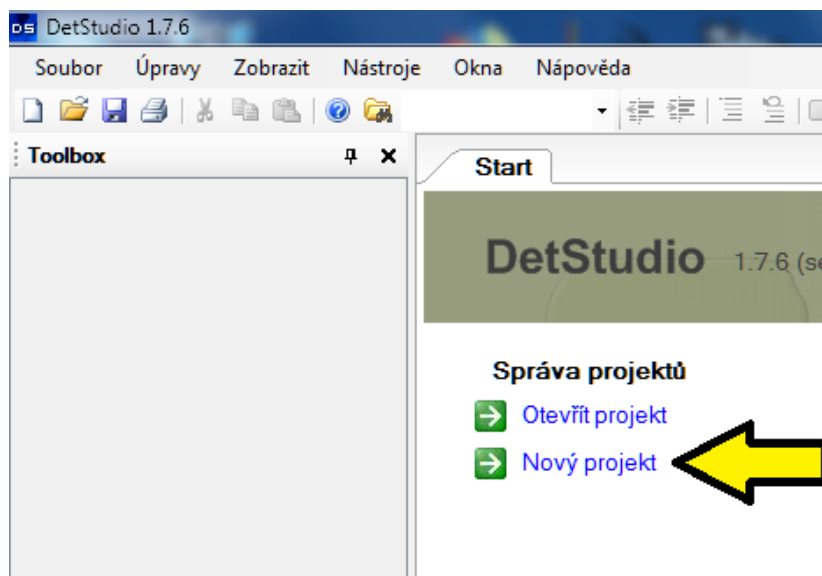 DS DetStudio 1.7.6
Soubor Úpravy Zobrazit Nástroje Okna Nápověda
Toolbox
Start
DetStudio 1.7.6 (se
Správa projektů
Otevřít projekt
Nový projekt